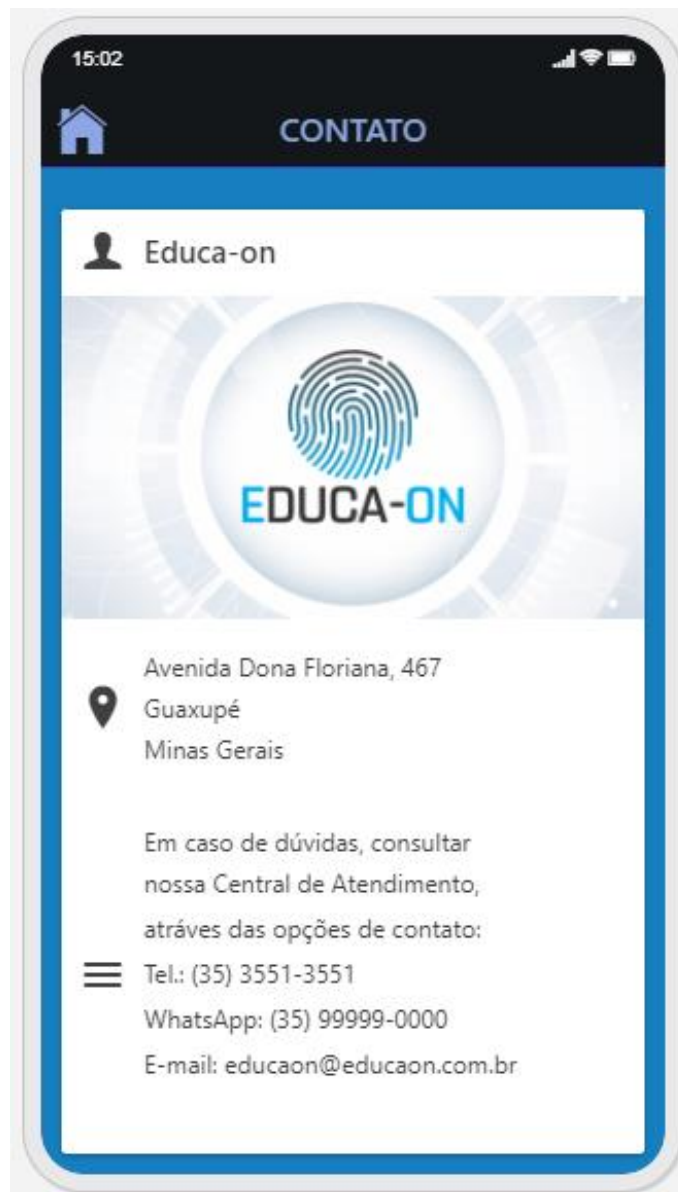 15:02
CONTATO
Educa-on
EDUCA-ON
Avenida Dona Floriana, 467
Guaxupé
Minas Gerais
Em caso de dúvidas, consultar
nossa Central de Atendimento,
atráves das opções de contato:
Tel.: (35) 3551-3551
WhatsApp: (35) 99999-0000
E-mail: educaon@educaon.com.br